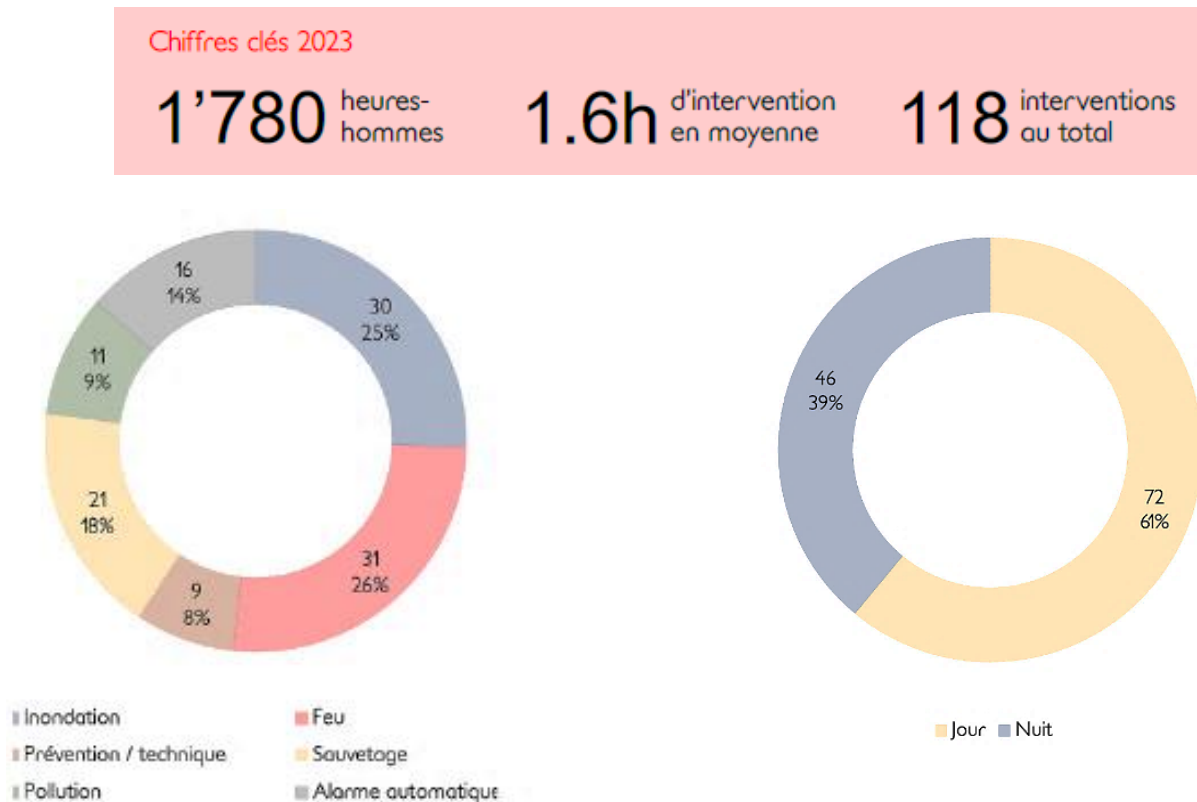 Chiffres clés 2023
1’780 heures-
hommes
1.6h d'intervention
en moyenne
118 interventions
au total
16
14%
30
25%
11
9%
21
18%
9
8%
31
26%
46
39%
72
61%
Inondation
Feu
Prévention / technique
Sauvetage
Pollution
Alarme automatique
Jour Nuit